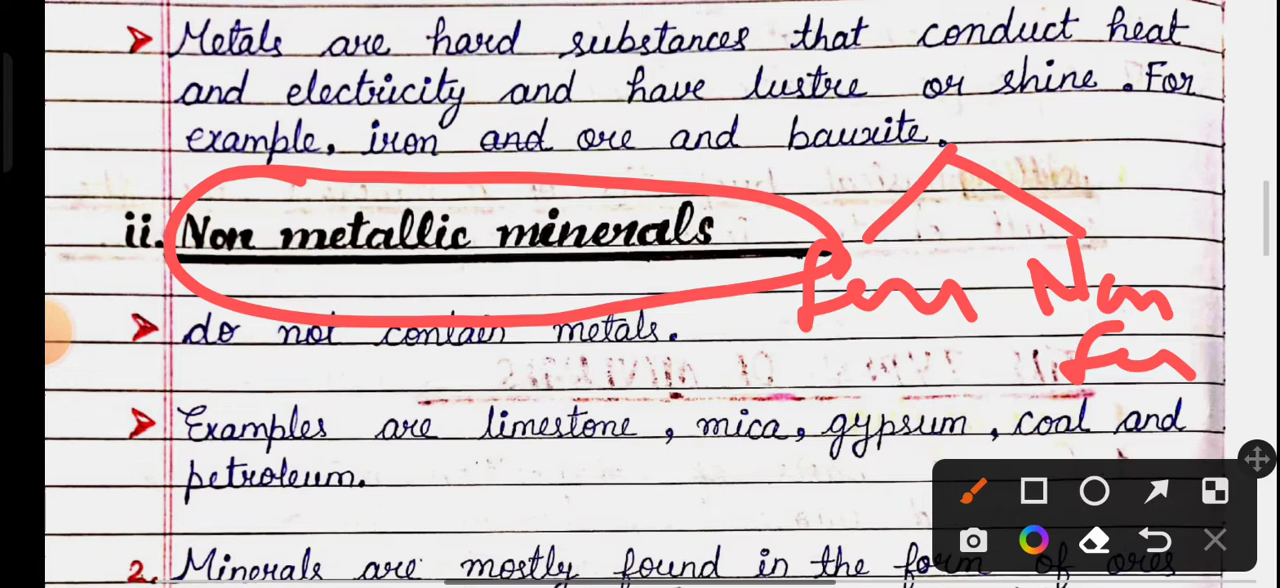 ➤ Metals are hard substances that conduct heat
and electricity and have lustre or shine. For
example, iron and ore and bauxite.
ii. Non metallic minerals
Ferr Non
Ferr
➤ do not contain metals.
➤ Examples are limestone, mica, gypsum, coal and
petroleum.
2. Minerals are mostly found in the form of ores